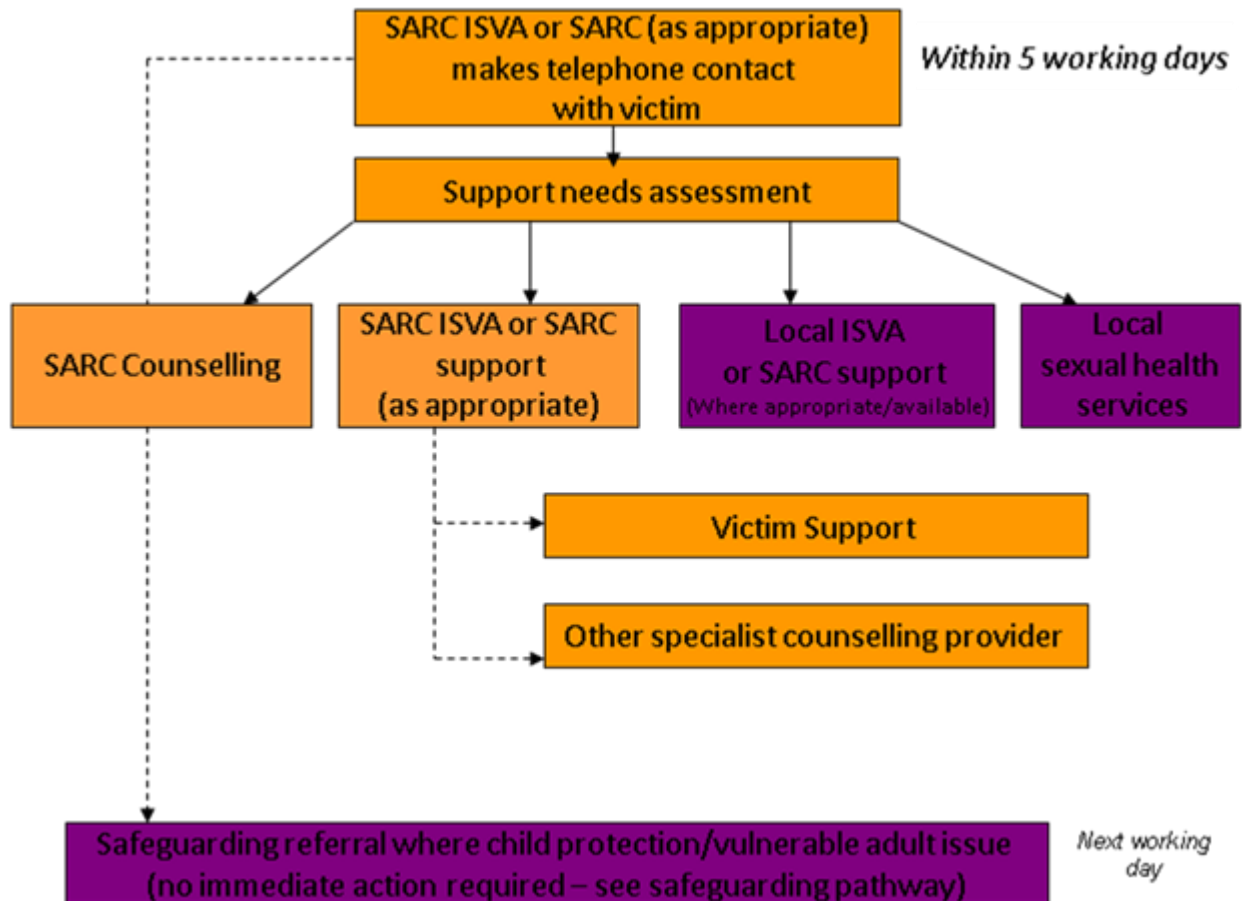 SARC ISVA or SARC (as appropriate)
makes telephone contact
with victim
Within 5 working days
Support needs assessment
SARC Counselling
SARC ISVA or SARC
support
(as appropriate)
Local ISVA
or SARC support
(Where appropriate/available)
Local
sexual health
services
Victim Support
Other specialist counselling provider
Safeguarding referral where child protection/vulnerable adult issue
(no immediate action required – see safeguarding pathway)
Next working
day